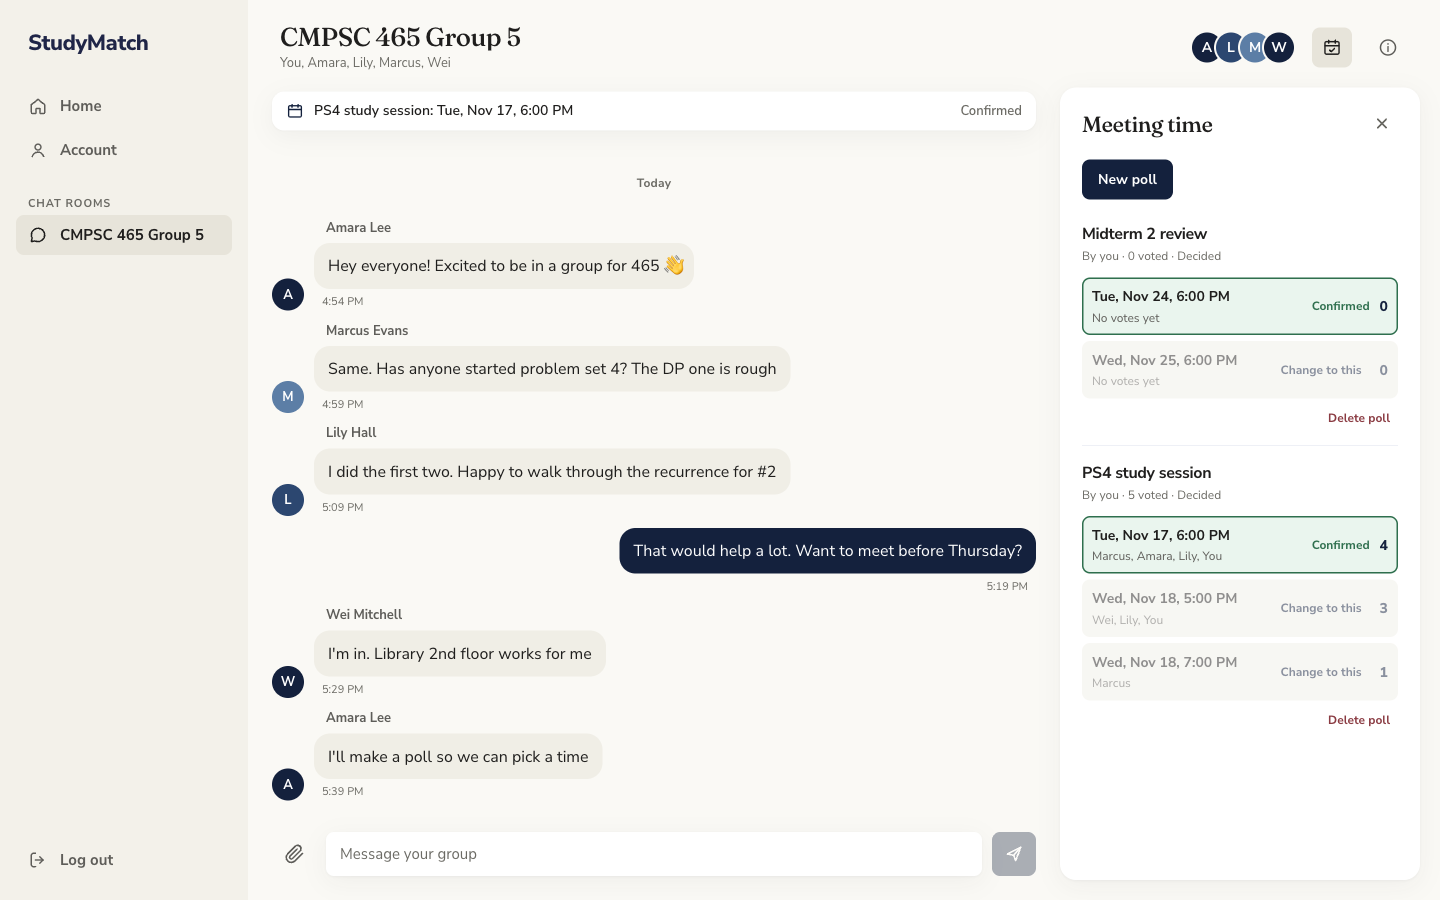 StudyMatch
Home
Account
CHAT ROOMS
CMPSC 465 Group 5
Log out
CMPSC 465 Group 5
You, Amara, Lily, Marcus, Wei
A L M W
PS4 study session: Tue, Nov 17, 6:00 PM Confirmed
Today
Amara Lee
Hey everyone! Excited to be in a group for 465 👋
A
4:54 PM
Marcus Evans
Same. Has anyone started problem set 4? The DP one is rough
M
4:59 PM
Lily Hall
I did the first two. Happy to walk through the recurrence for #2
L
5:09 PM
That would help a lot. Want to meet before Thursday?
5:19 PM
Wei Mitchell
I'm in. Library 2nd floor works for me
W
5:29 PM
Amara Lee
I'll make a poll so we can pick a time
A
5:39 PM
Message your group
Meeting time
New poll
Midterm 2 review
By you · 0 voted · Decided
Tue, Nov 24, 6:00 PM
No votes yet
Confirmed 0
Wed, Nov 25, 6:00 PM
No votes yet
Change to this 0
Delete poll
PS4 study session
By you · 5 voted · Decided
Tue, Nov 17, 6:00 PM
Marcus, Amara, Lily, You
Confirmed 4
Wed, Nov 18, 5:00 PM
Wei, Lily, You
Change to this 3
Wed, Nov 18, 7:00 PM
Marcus
Change to this 1
Delete poll